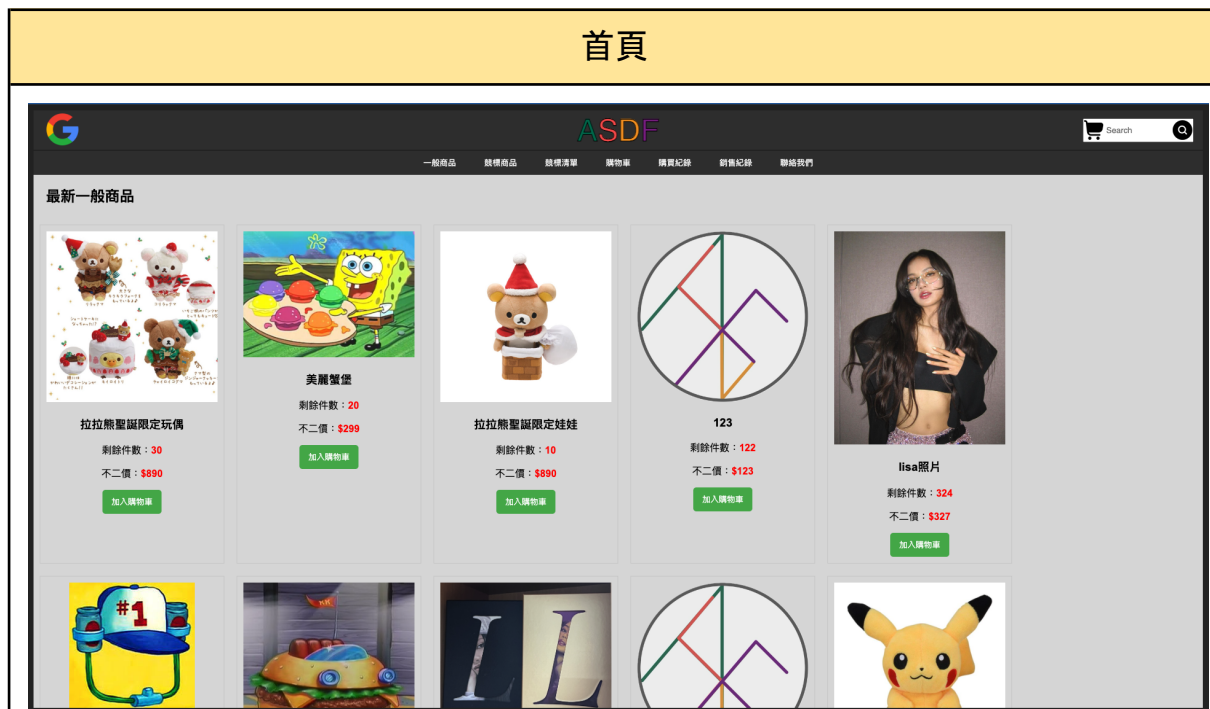 首頁
G
ASDF
Search
一般商品 競標商品 競標清單 購物車 購買紀錄 銷售紀錄 聯絡我們
最新一般商品
拉拉熊聖誕限定玩偶
剩餘件數：30
不二價：$890
加入購物車
美麗蟹堡
剩餘件數：20
不二價：$299
加入購物車
拉拉熊聖誕限定娃娃
剩餘件數：10
不二價：$890
加入購物車
123
剩餘件數：122
不二價：$123
加入購物車
lisa照片
剩餘件數：324
不二價：$327
加入購物車
#1
KK
L L